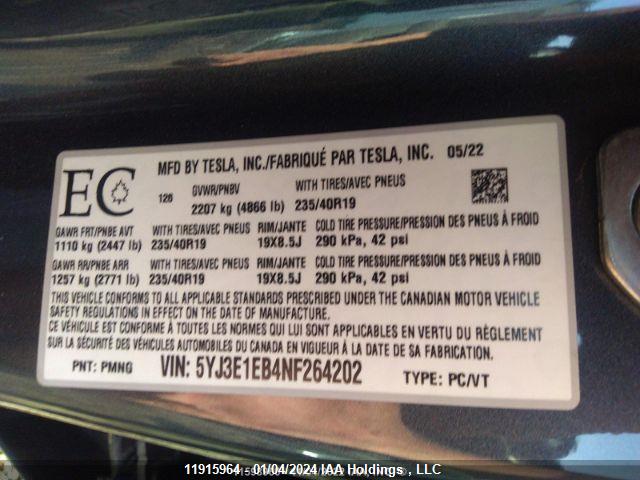 MFD BY TESLA, INC./FABRIQUÉ PAR TESLA, INC. 05/22
EC
126
GVWR/PNBV WITH TIRES/AVEC PNEUS
2207 kg (4866 lb) 235/40R19
GAWR FRT/PNBE AVT WITH TIRES/AVEC PNEUS RIM/JANTE COLD TIRE PRESSURE/PRESSION DES PNEUS À FROID
1110 kg (2447 lb) 235/40R19 19X8.5J 290 kPa, 42 psi
GAWR RR/PNBE ARR WITH TIRES/AVEC PNEUS RIM/JANTE COLD TIRE PRESSURE/PRESSION DES PNEUS À FROID
1257 kg (2771 lb) 235/40R19 19X8.5J 290 kPa, 42 psi
THIS VEHICLE CONFORMS TO ALL APPLICABLE STANDARDS PRESCRIBED UNDER THE CANADIAN MOTOR VEHICLE
SAFETY REGULATIONS IN EFFECT ON THE DATE OF MANUFACTURE
CE VÉHICULE EST CONFORME À TOUTES LES NORMES QUI LUI SONT APPLICABLES EN VERTU DU RÈGLEMENT
SUR LA SÉCURITÉ DES VÉHICULES AUTOMOBILES DU CANADA EN VIGUEUR À LA DATE DE SA FABRICATION
PNT: PMNG VIN: 5YJ3E1EB4NF264202 TYPE: PC/VT
11915964 - 01/04/2024 IAA Holdings , LLC